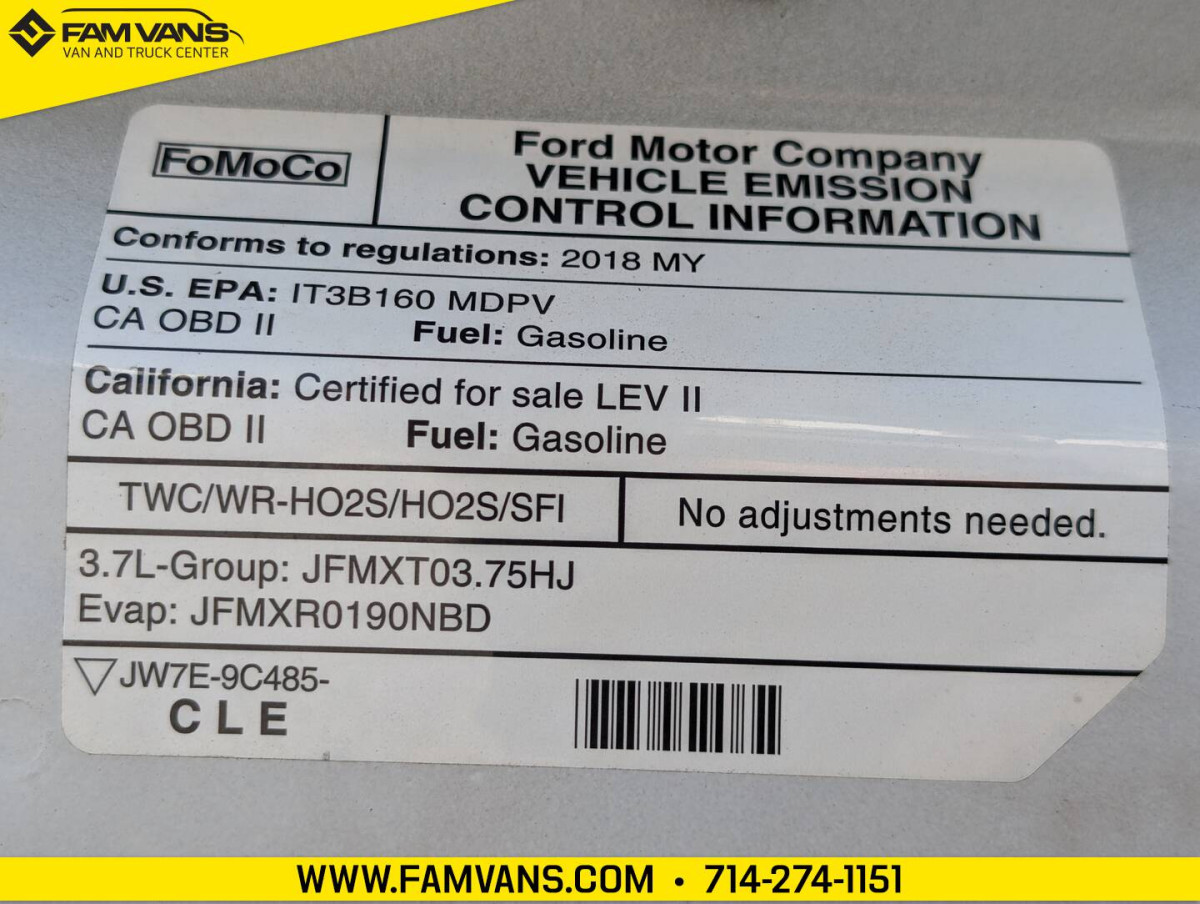 FAM VANS
VAN AND TRUCK CENTER
FoMoCo
Ford Motor Company
VEHICLE EMISSION
CONTROL INFORMATION
Conforms to regulations: 2018 MY
U.S. EPA: IT3B160 MDPV
CA OBD II Fuel: Gasoline
California: Certified for sale LEV II
CA OBD II Fuel: Gasoline
TWC/WR-HO2S/HO2S/SFI
No adjustments needed.
3.7L-Group: JFMXT03.75HJ
Evap: JFMXR0190NBD
JW7E-9C485-
C L E
WWW.FAMVANS.COM • 714-274-1151